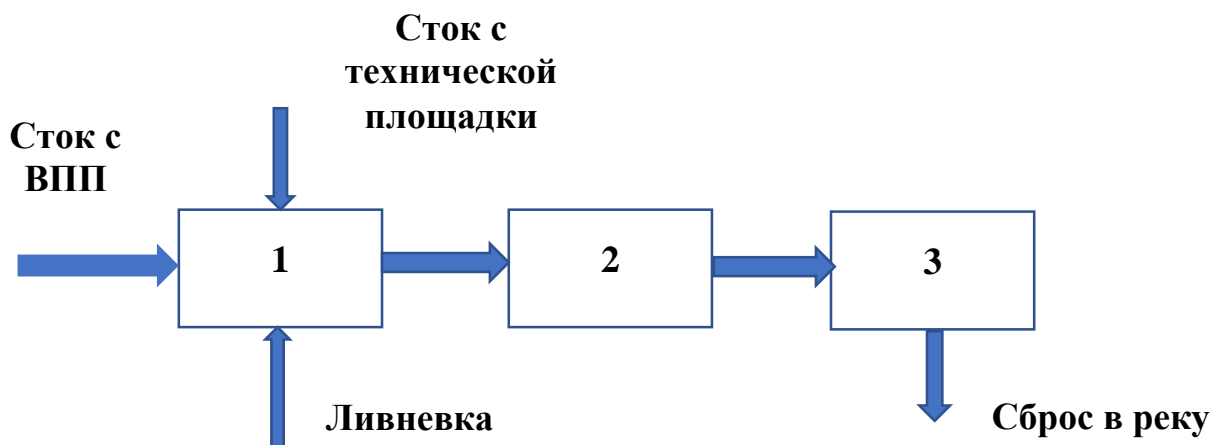 Сток с
технической
площадки
Сток с
ВПП
1
2
3
Ливневка
Сброс в реку